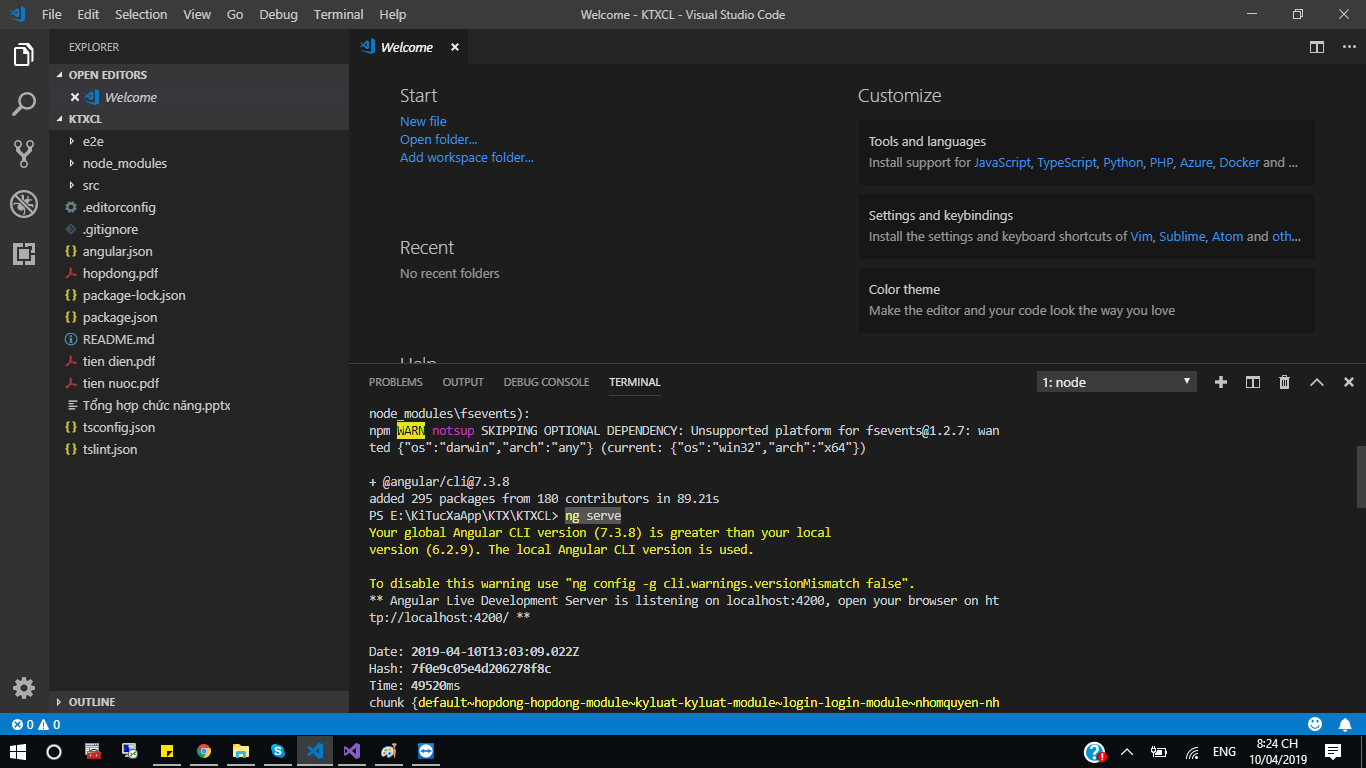 File Edit Selection View Go Debug Terminal Help
Welcome - KTXCL - Visual Studio Code
EXPLORER
OPEN EDITORS
Welcome
KTXCL
e2e
node_modules
src
.editorconfig
.gitignore
angular.json
hopdong.pdf
package-lock.json
package.json
README.md
tien dien.pdf
tien nuoc.pdf
Tổng hợp chức năng.pptx
tsconfig.json
tslint.json
OUTLINE
Welcome
Start
New file
Open folder...
Add workspace folder...
Recent
No recent folders
Help
Customize
Tools and languages
Install support for JavaScript, TypeScript, Python, PHP, Azure, Docker and ...
Settings and keybindings
Install the settings and keyboard shortcuts of Vim, Sublime, Atom and oth...
Color theme
Make the editor and your code look the way you love
PROBLEMS OUTPUT DEBUG CONSOLE TERMINAL
1: node
node_modules\fsevents):
npm WARN notsup SKIPPING OPTIONAL DEPENDENCY: Unsupported platform for fsevents@1.2.7: wan
ted {"os":"darwin","arch":"any"} (current: {"os":"win32","arch":"x64"})
+ @angular/cli@7.3.8
added 295 packages from 180 contributors in 89.21s
PS E:\KiTucXaApp\KTX\KTXCL> ng serve
Your global Angular CLI version (7.3.8) is greater than your local
version (6.2.9). The local Angular CLI version is used.
To disable this warning use "ng config -g cli.warnings.versionMismatch false".
** Angular Live Development Server is listening on localhost:4200, open your browser on ht
tp://localhost:4200/ **
Date: 2019-04-10T13:03:09.022Z
Hash: 7f0e9c05e4d206278f8c
Time: 49520ms
chunk {default~hopdong-hopdong-module~kyluat-kyluat-module~login-login-module~nhomquyen-nh
0 0
ENG
8:24 CH
10/04/2019